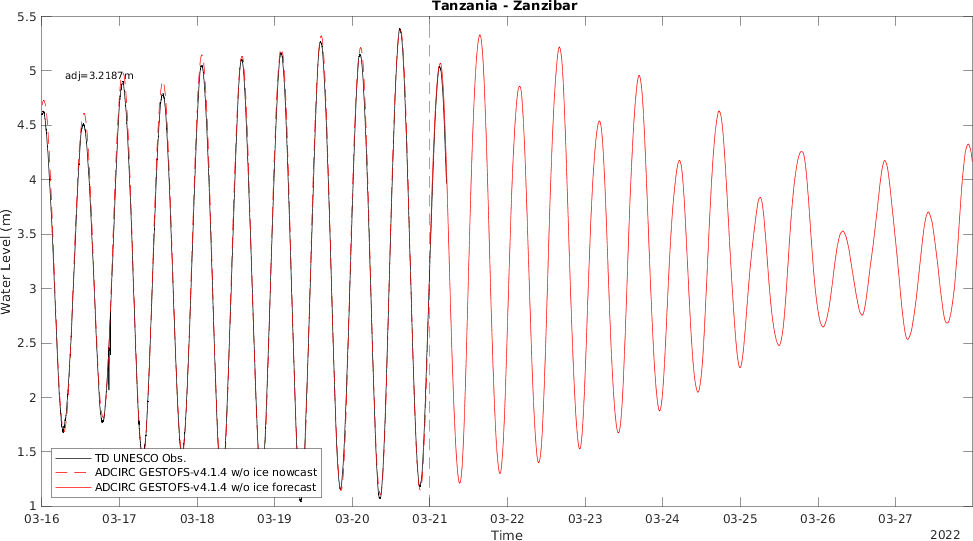 Tanzania - Zanzibar
5.5
5
4.5
4
3.5
3
2.5
2
1.5
1
Water Level (m)
adj=3.2187m
TD UNESCO Obs.
ADCIRC GESTOFS-v4.1.4 w/o ice nowcast
ADCIRC GESTOFS-v4.1.4 w/o ice forecast
03-16 03-17 03-18 03-19 03-20 03-21 03-22 03-23 03-24 03-25 03-26 03-27
2022
Time